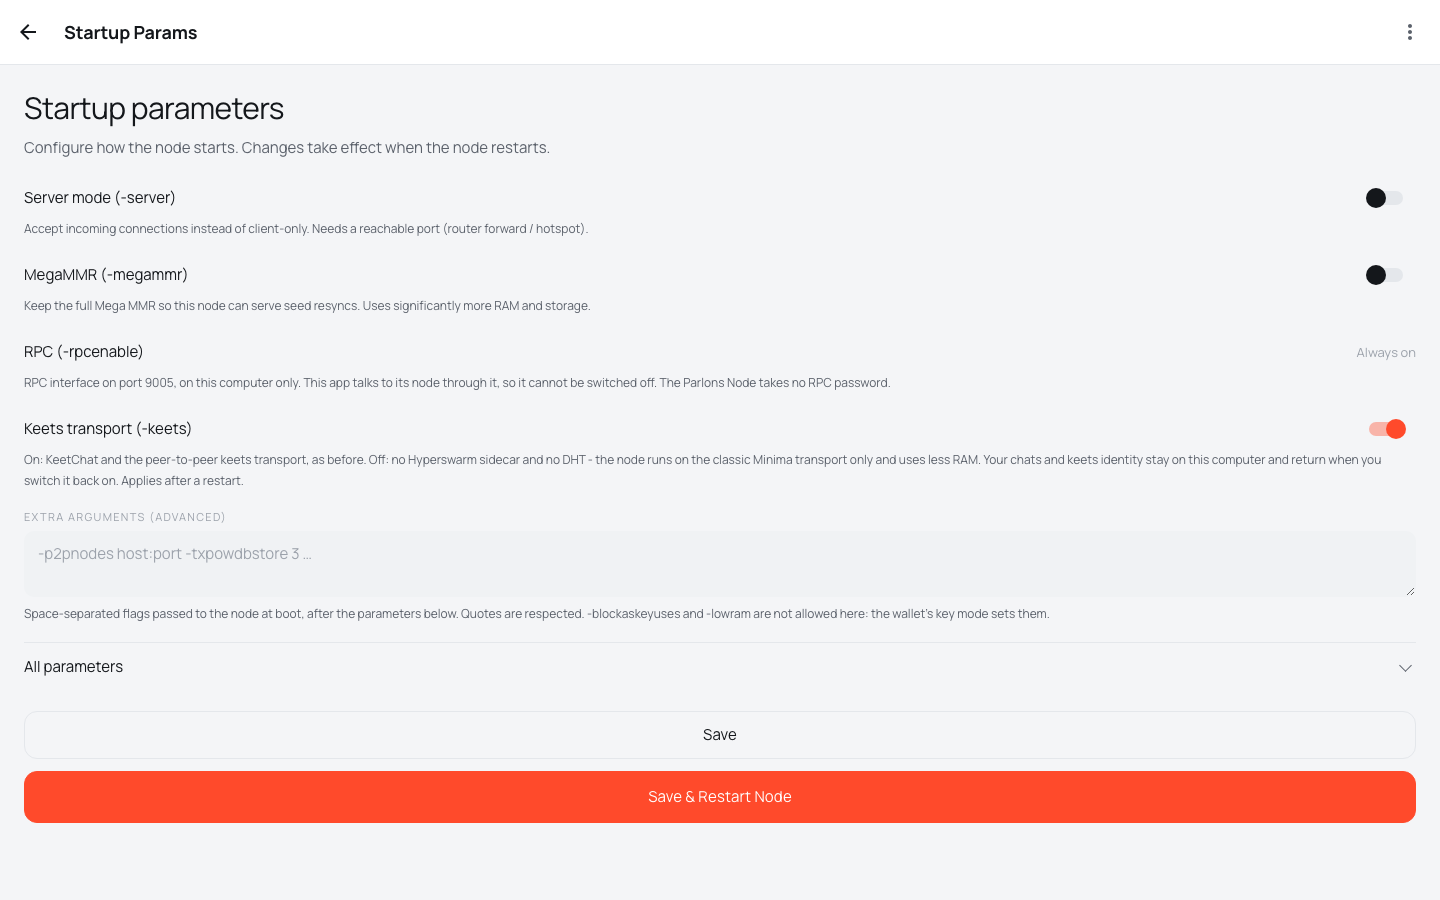 Startup Params
Startup parameters
Configure how the node starts. Changes take effect when the node restarts.
Server mode (-server)
Accept incoming connections instead of client-only. Needs a reachable port (router forward / hotspot).
MegaMMR (-megammr)
Keep the full Mega MMR so this node can serve seed resyncs. Uses significantly more RAM and storage.
RPC (-rpcenable)
Always on
RPC interface on port 9005, on this computer only. This app talks to its node through it, so it cannot be switched off. The Parlons Node takes no RPC password.
Keets transport (-keets)
On: KeetChat and the peer-to-peer keets transport, as before. Off: no Hyperswarm sidecar and no DHT - the node runs on the classic Minima transport only and uses less RAM. Your chats and keets identity stay on this computer and return when you
switch it back on. Applies after a restart.
EXTRA ARGUMENTS (ADVANCED)
-p2pnodes host:port -txpowdbstore 3 ...
Space-separated flags passed to the node at boot, after the parameters below. Quotes are respected. -blockaskeyuses and -lowram are not allowed here: the wallet's key mode sets them.
All parameters
Save
Save & Restart Node